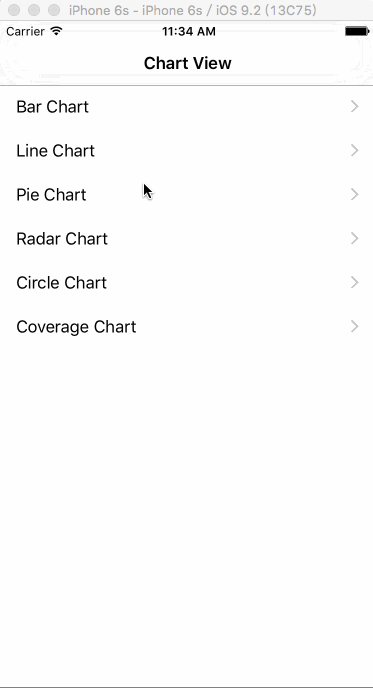 iPhone 6s - iPhone 6s / iOS 9.2 (13C75)
Carrier 11:34 AM
Chart View
Bar Chart
Line Chart
Pie Chart
Radar Chart
Circle Chart
Coverage Chart